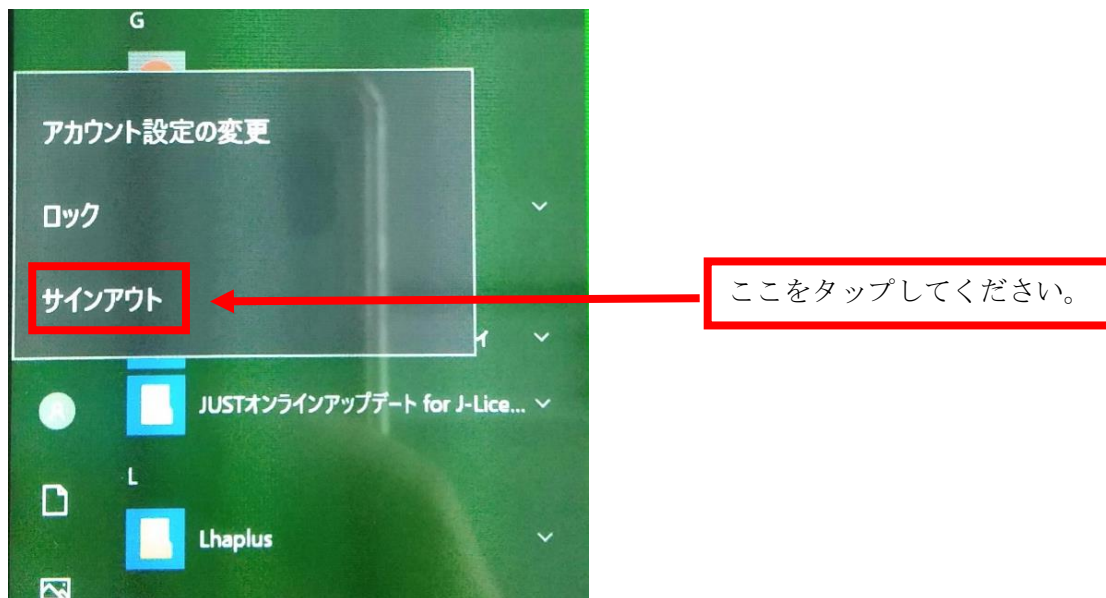 G
アカウント設定の変更
ロック
サインアウト
ここをタップしてください。
イ
A
JUSTオンラインアップデート for J-Lice...
L
Lhaplus